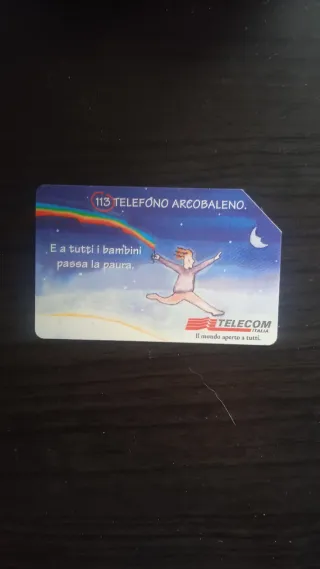 113 TELEFONO ARCOBALENO.
E a tutti i bambini
passa la paura.
TELECOM
ITALIA
Il mondo aperto a tutti.